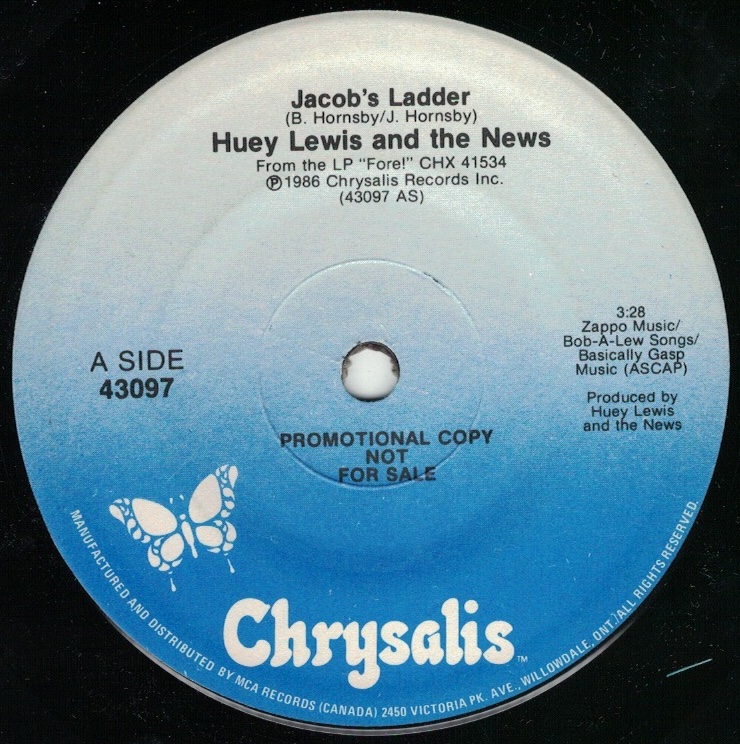 Jacob's Ladder
(B. Hornsby/J. Hornsby)
Huey Lewis and the News
From the LP "Fore!" CHX 41534
℗1986 Chrysalis Records Inc.
(43097 AS)
A SIDE
43097
3:28
Zappo Music/
Bob-A-Lew Songs/
Basically Gasp
Music (ASCAP)
Produced by
Huey Lewis
and the News
PROMOTIONAL COPY
NOT
FOR SALE
Chrysalis™
MANUFACTURED AND DISTRIBUTED BY MCA RECORDS (CANADA) 2450 VICTORIA PK. AVE., WILLOWDALE, ONT./ALL RIGHTS RESERVED.